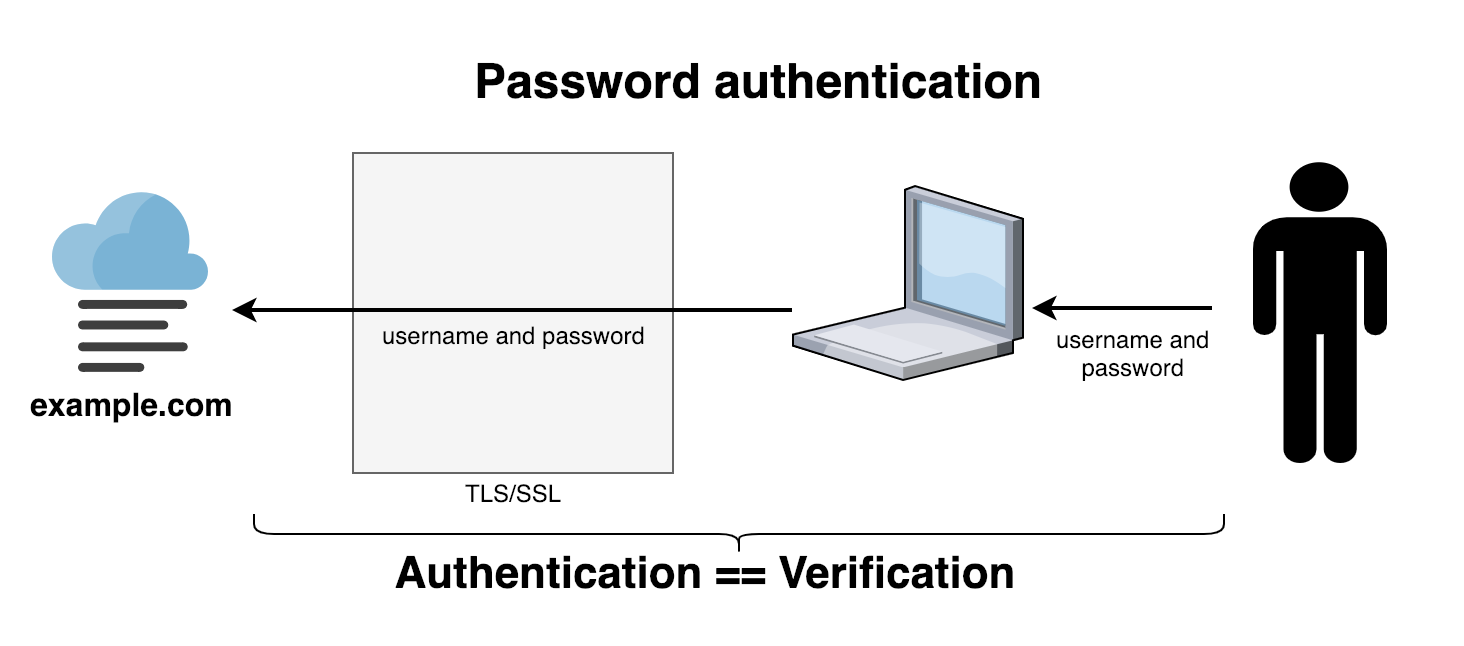 Password authentication
username and password
username and
password
example.com
TLS/SSL
Authentication == Verification